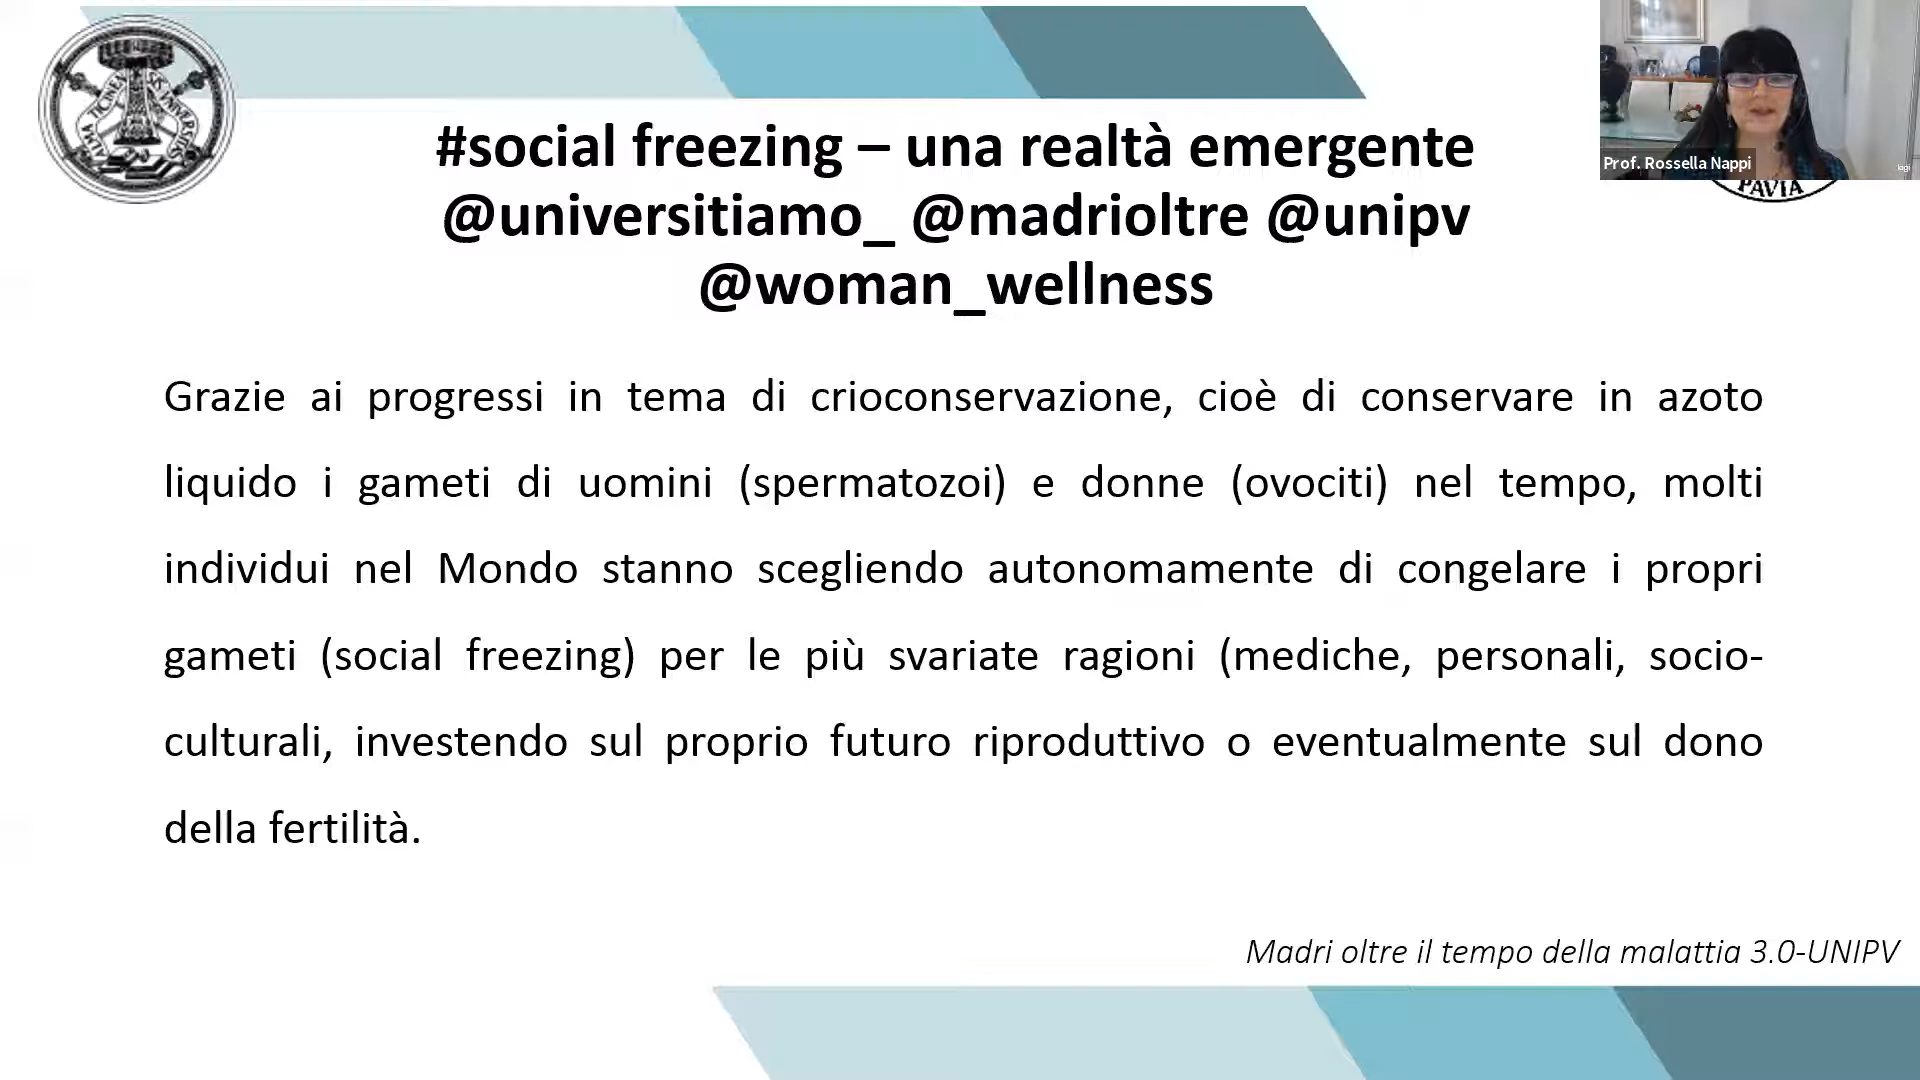 #social freezing – una realtà emergente
@universitiamo_ @madrioltre @unipv
@woman_wellness
Prof. Rossella Nappi
PAVIA
Grazie ai progressi in tema di crioconservazione, cioè di conservare in azoto
liquido i gameti di uomini (spermatozoi) e donne (ovociti) nel tempo, molti
individui nel Mondo stanno scegliendo autonomamente di congelare i propri
gameti (social freezing) per le più svariate ragioni (mediche, personali, socio-
culturali, investendo sul proprio futuro riproduttivo o eventualmente sul dono
della fertilità.
Madri oltre il tempo della malattia 3.0-UNIPV